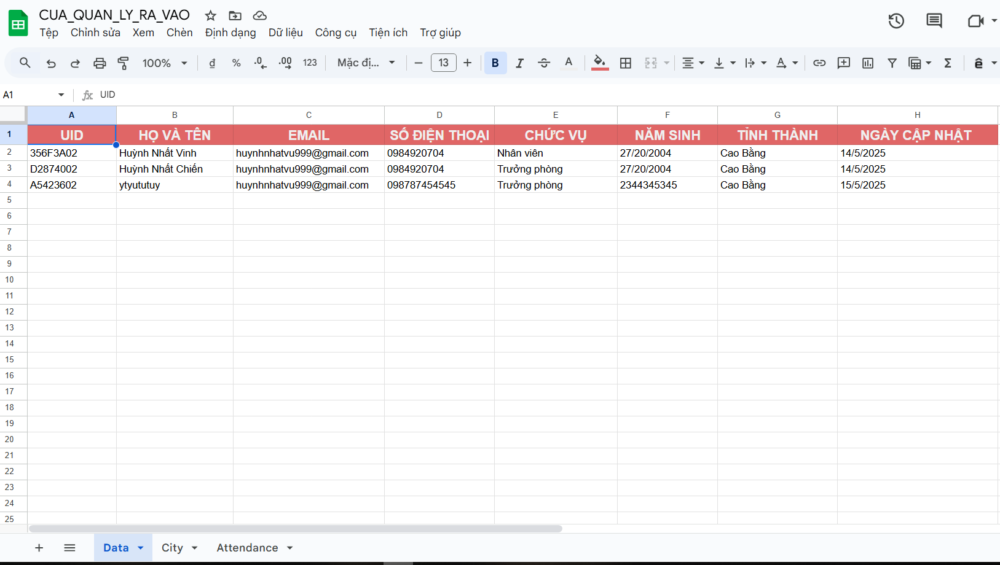 CUA_QUAN_LY_RA_VAO
Tệp Chỉnh sửa Xem Chèn Định dạng Dữ liệu Công cụ Tiện ích Trợ giúp
100% đ % .0 .00 123 Mặc đị... 13 B I A
A1 fx UID
A B C D E F G H
1 UID HỌ VÀ TÊN EMAIL SỐ ĐIỆN THOẠI CHỨC VỤ NĂM SINH TỈNH THÀNH NGÀY CẬP NHẬT
2 356F3A02 Huỳnh Nhất Vinh huynhnhatvu999@gmail.com 0984920704 Nhân viên 27/20/2004 Cao Bằng 14/5/2025
3 D2874002 Huỳnh Nhất Chiến huynhnhatvu999@gmail.com 0984920704 Trưởng phòng 27/20/2004 Cao Bằng 14/5/2025
4 A5423602 ytyututuy huynhnhatvu999@gmail.com 098787454545 Trưởng phòng 2344345345 Cao Bằng 15/5/2025
5
6
7
8
9
10
11
12
13
14
15
16
17
18
19
20
21
22
23
24
25
Data City Attendance